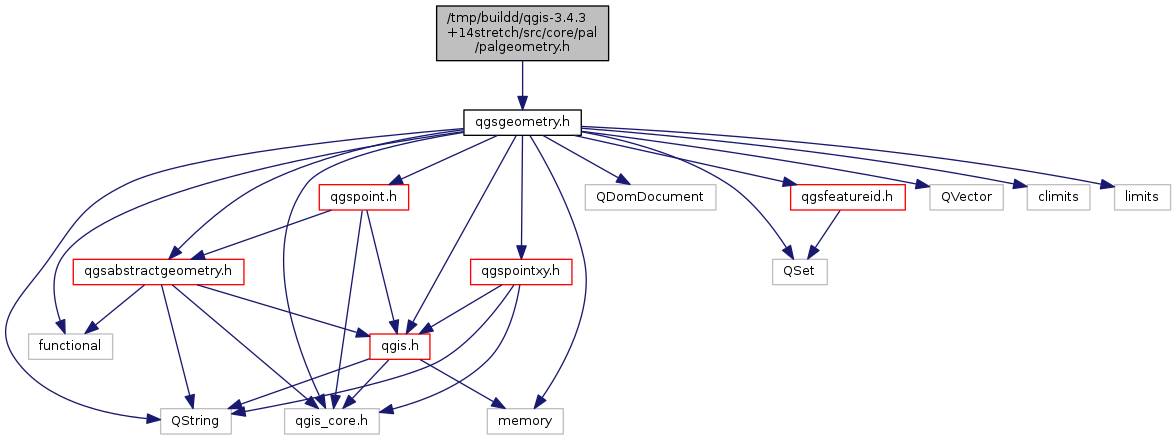 /tmp/buildd/qgis-3.4.3
+14stretch/src/core/pal
/palgeometry.h
qgsgeometry.h
qgspoint.h
QDomDocument
qgsfeatureid.h
QVector
climits
limits
qgsabstractgeometry.h
qgspointxy.h
QSet
functional
qgis.h
QString
qgis_core.h
memory